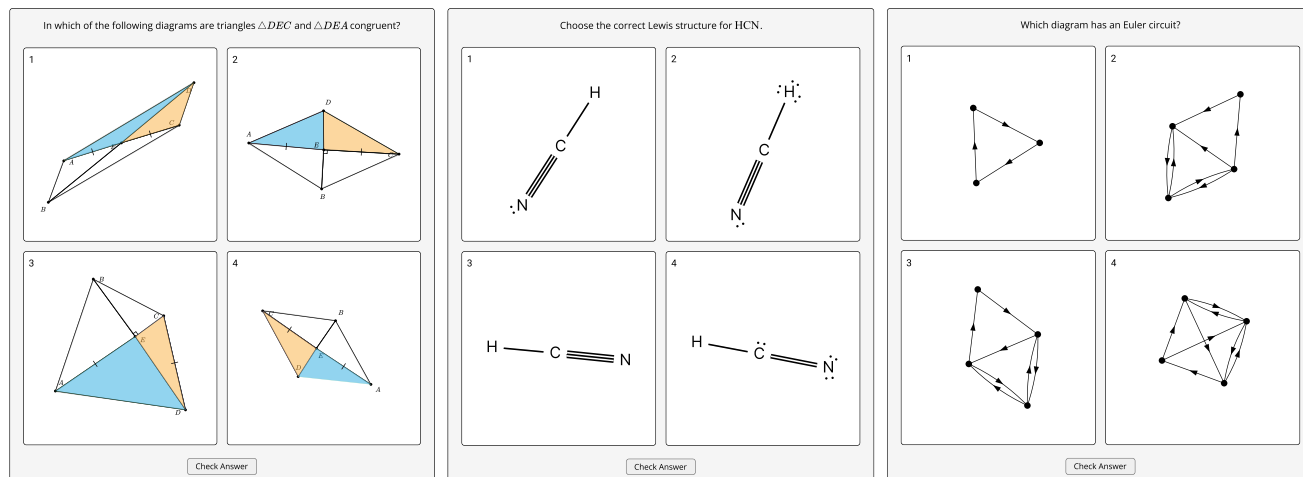 In which of the following diagrams are triangles △DEC and △DEA congruent?
1
D
C
A
B
2
D
A
E
C
B
3
B
C
E
A
D
4
C
B
E
D
A
Check Answer
Choose the correct Lewis structure for HCN.
1
H
C
N
2
H
C
N
3
H
C
N
4
H
C
N
Check Answer
Which diagram has an Euler circuit?
1
2
3
4
Check Answer